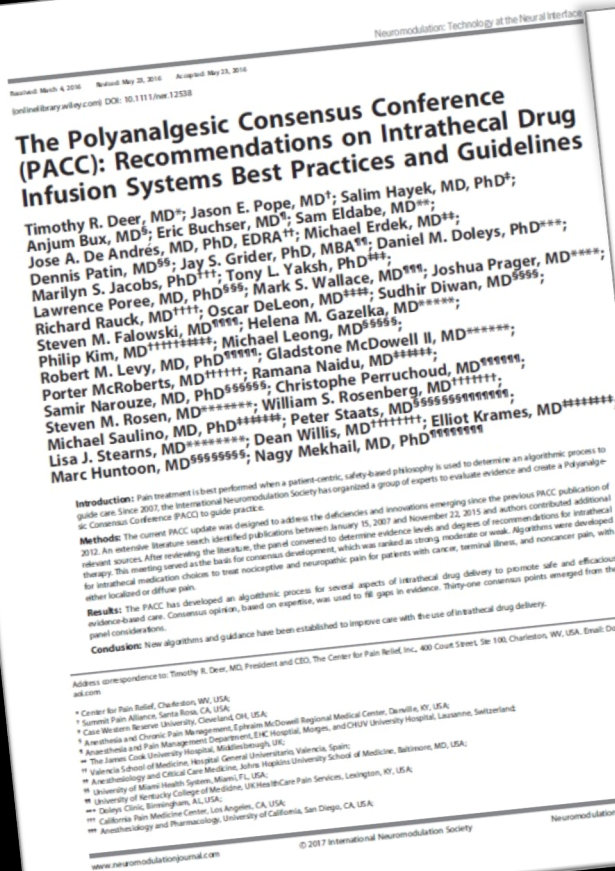 Neuromodulation: Technology at the Neural Interface
Received: March 4, 2016 Revised: May 23, 2016 Accepted: May 23, 2016
(onlinelibrary.wiley.com) DOI: 10.1111/ner.12538
The Polyanalgesic Consensus Conference
(PACC): Recommendations on Intrathecal Drug
Infusion Systems Best Practices and Guidelines
Timothy R. Deer, MD*; Jason E. Pope, MD†; Salim Hayek, MD, PhD‡;
Anjum Bux, MD§; Eric Buchser, MD¶; Sam Eldabe, MD**;
Jose A. De Andrés, MD, PhD, EDRA††; Michael Erdek, MD‡‡;
Dennis Patin, MD§§; Jay S. Grider, PhD, MBA¶¶; Daniel M. Doleys, PhD***;
Marilyn S. Jacobs, PhD†††; Tony L. Yaksh, PhD‡‡‡;
Lawrence Poree, MD, PhD§§§; Mark S. Wallace, MD¶¶¶; Joshua Prager, MD****;
Richard Rauck, MD††††; Oscar DeLeon, MD‡‡‡‡; Sudhir Diwan, MD§§§§;
Steven M. Falowski, MD¶¶¶¶; Helena M. Gazelka, MD*****;
Philip Kim, MD†††††‡‡‡‡‡; Michael Leong, MD§§§§§;
Robert M. Levy, MD, PhD¶¶¶¶¶; Gladstone McDowell II, MD******;
Porter McRoberts, MD††††††; Ramana Naidu, MD‡‡‡‡‡‡;
Samir Narouze, MD, PhD§§§§§§; Christophe Perruchoud, MD¶¶¶¶¶¶;
Steven M. Rosen, MD*******; William S. Rosenberg, MD†††††††;
Michael Saulino, MD, PhD‡‡‡‡‡‡‡; Peter Staats, MD§§§§§§§¶¶¶¶¶¶¶;
Lisa J. Stearns, MD********; Dean Willis, MD††††††††; Elliot Krames, MD‡‡‡‡‡‡‡‡;
Marc Huntoon, MD§§§§§§§§; Nagy Mekhail, MD, PhD¶¶¶¶¶¶¶¶
Introduction: Pain treatment is best performed when a patient-centric, safety-based philosophy is used to determine an algorithmic process to
guide care. Since 2007, the International Neuromodulation Society has organized a group of experts to evaluate evidence and create a Polyanalge-
sic Consensus Conference (PACC) to guide practice.
Methods: The current PACC update was designed to address the deficiencies and innovations emerging since the previous PACC publication of
2012. An extensive literature search identified publications between January 15, 2007 and November 22, 2015 and authors contributed additional
relevant sources. After reviewing the literature, the panel convened to determine evidence levels and degrees of recommendations for intrathecal
therapy. This meeting served as the basis for consensus development, which was ranked as strong, moderate or weak. Algorithms were developed
for intrathecal medication choices to treat nociceptive and neuropathic pain for patients with cancer, terminal illness, and noncancer pain, with
either localized or diffuse pain.
Results: The PACC has developed an algorithmic process for several aspects of intrathecal drug delivery to promote safe and efficacious
evidence-based care. Consensus opinion, based on expertise, was used to fill gaps in evidence. Thirty-one consensus points emerged from the
panel considerations.
Conclusion: New algorithms and guidance have been established to improve care with the use of intrathecal drug delivery.
Address correspondence to: Timothy R. Deer, MD, President and CEO, The Center for Pain Relief, Inc., 400 Court Street, Ste 100, Charleston, WV, USA. Email: Do
aol.com
* Center for Pain Relief, Charleston, WV, USA;
† Summit Pain Alliance, Santa Rosa, CA, USA;
‡ Case Western Reserve University, Cleveland, OH, USA;
§ Anesthesia and Chronic Pain Management, Ephraim McDowell Regional Medical Center, Danville, KY, USA;
¶ Anaesthesia and Pain Management Department, EHC Hosptial, Morges, and CHUV University Hospital, Lausanne, Switzerland;
** The James Cook University Hospital, Middlesbrough, UK;
†† Valencia School of Medicine, Hospital General Universitario, Valencia, Spain;
‡‡ Anesthesiology and Critical Care Medicine, Johns Hopkins University School of Medicine, Baltimore, MD, USA;
§§ University of Miami Health System, Miami, FL, USA;
¶¶ University of Kentucky College of Medicine, UK HealthCare Pain Services, Lexington, KY, USA;
*** Doleys Clinic, Birmingham, AL, USA;
††† California Pain Medicine Center, Los Angeles, CA, USA;
‡‡‡ Anesthesiology and Pharmacology, University of California, San Diego, CA, USA;
www.neuromodulationjournal.com
© 2017 International Neuromodulation Society
Neuromodulation